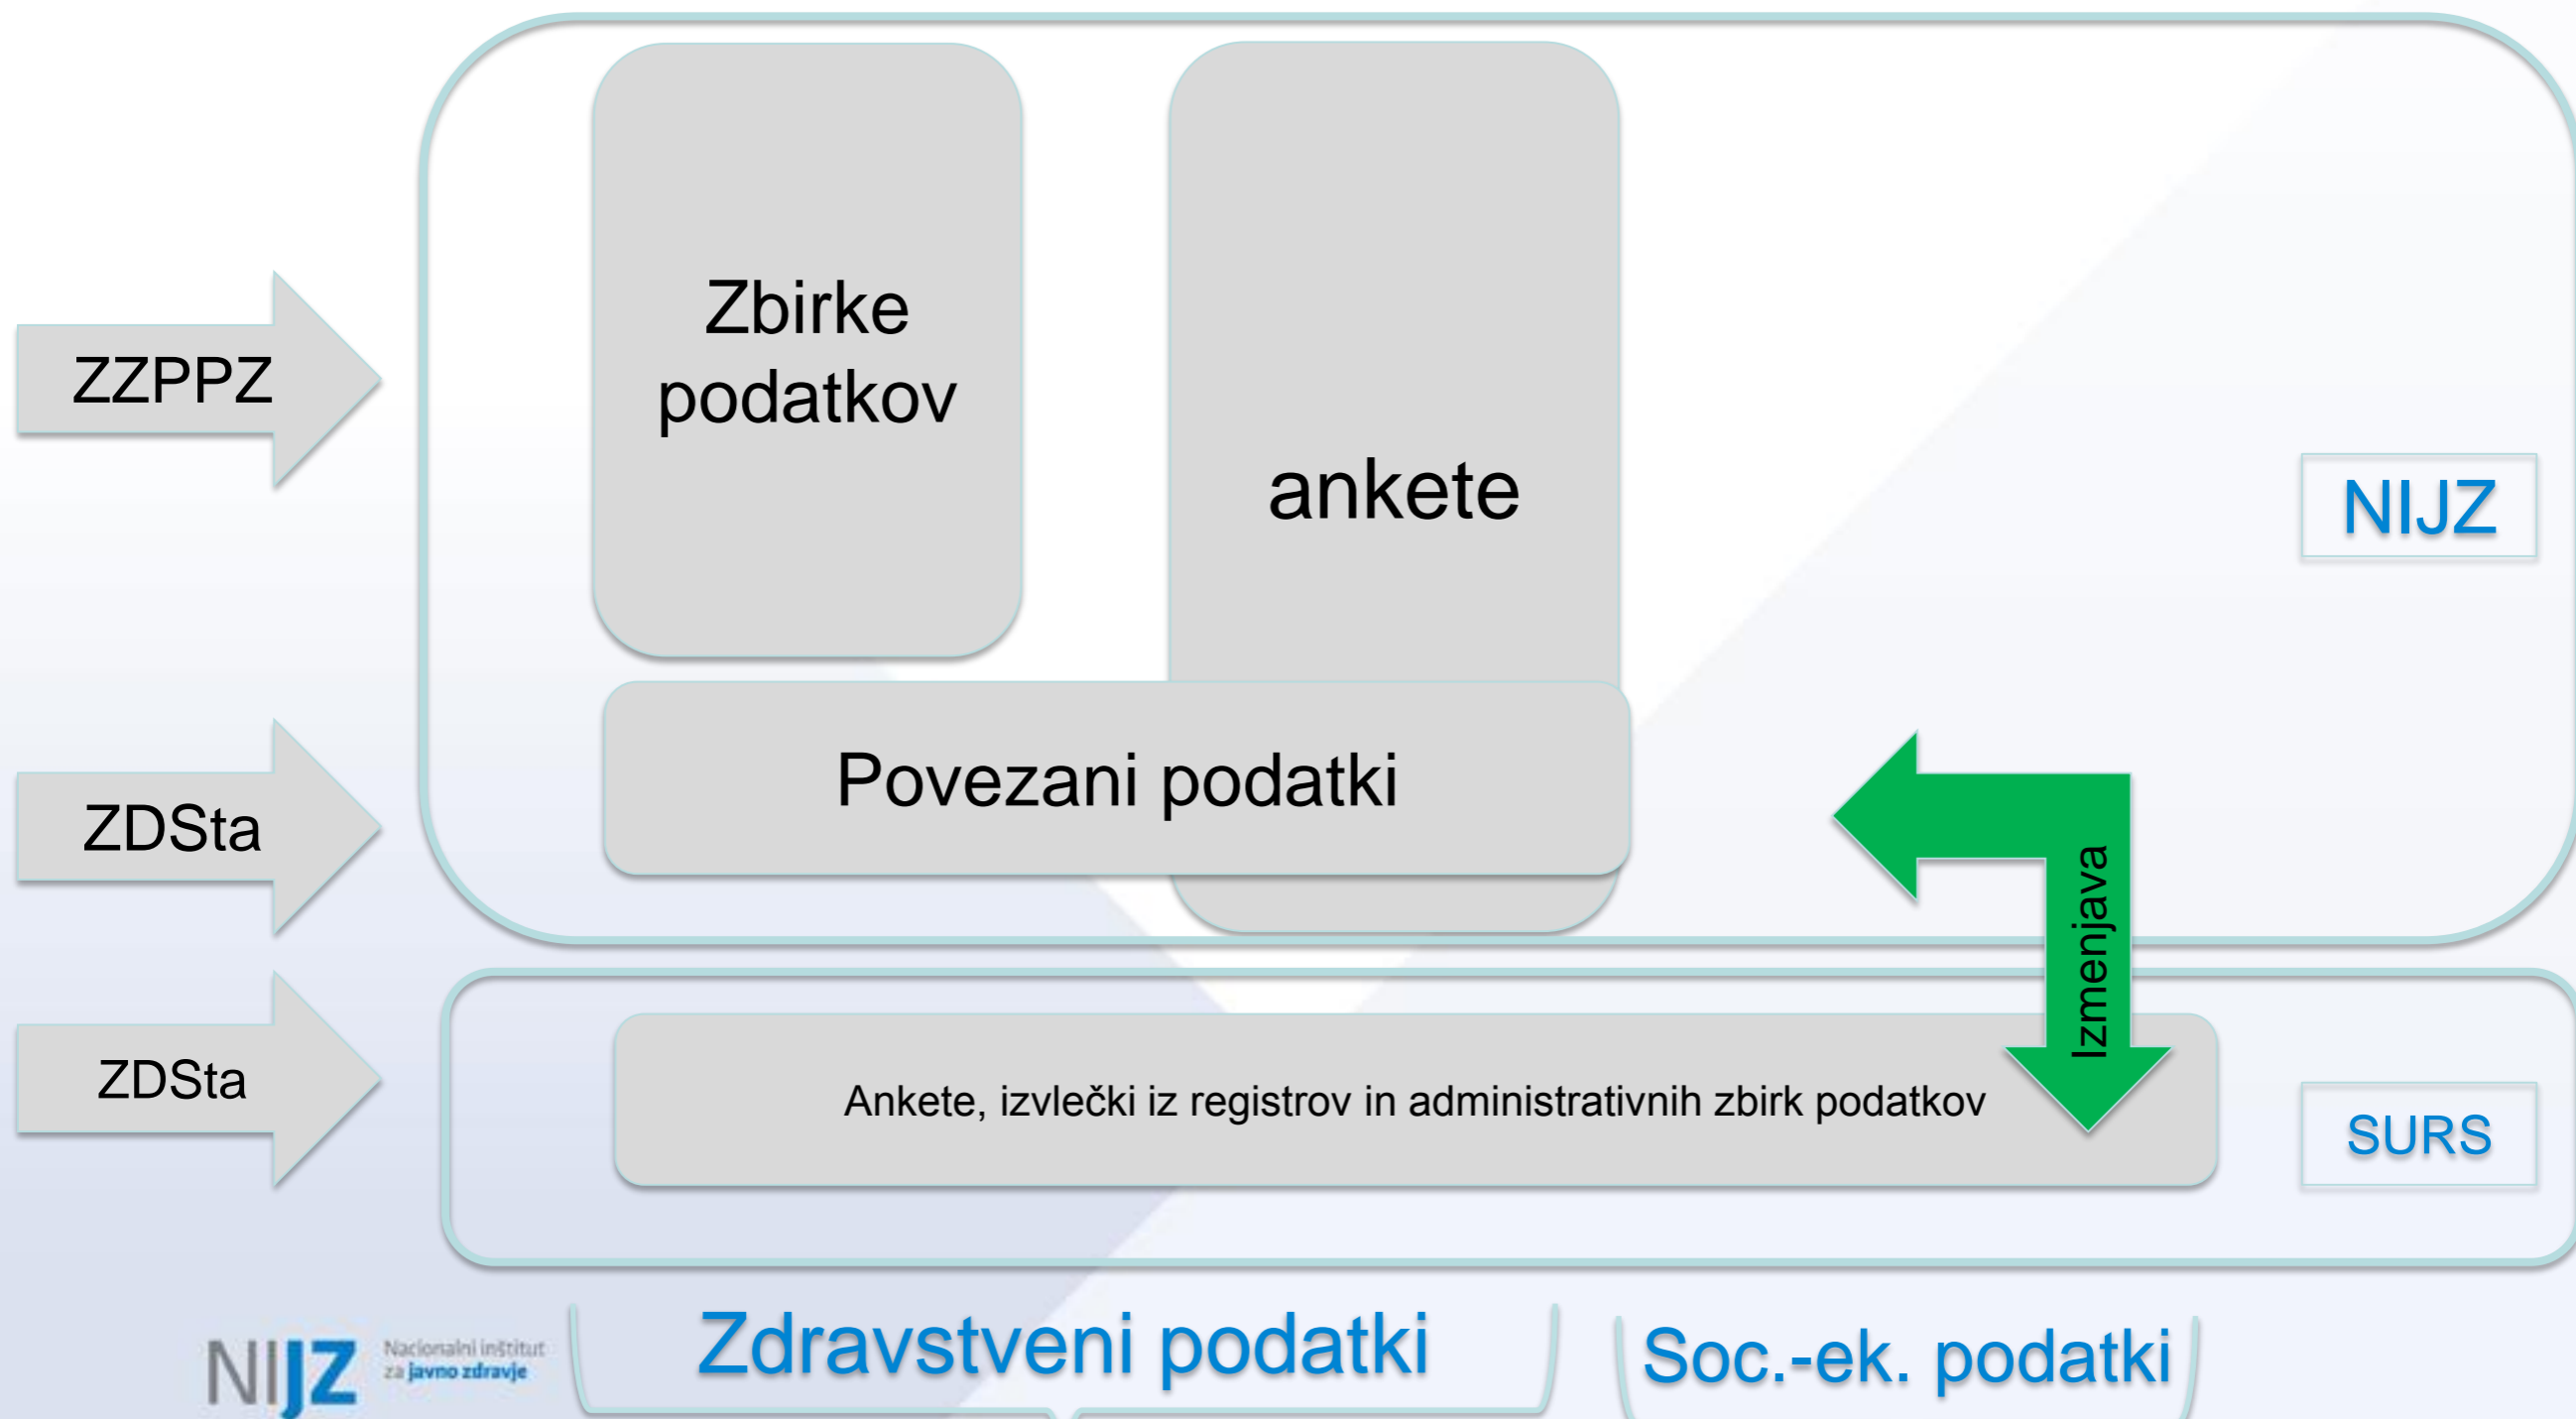 Zbirke
podatkov
ZZPPZ
ankete
NIJZ
Povezani podatki
ZDSta
Izmenjava
ZDSta
Ankete, izvlečki iz registrov in administrativnih zbirk podatkov
SURS
Zdravstveni podatki
Soc.-ek. podatki
NIJZ
Nacionalni inštitut
za javno zdravje